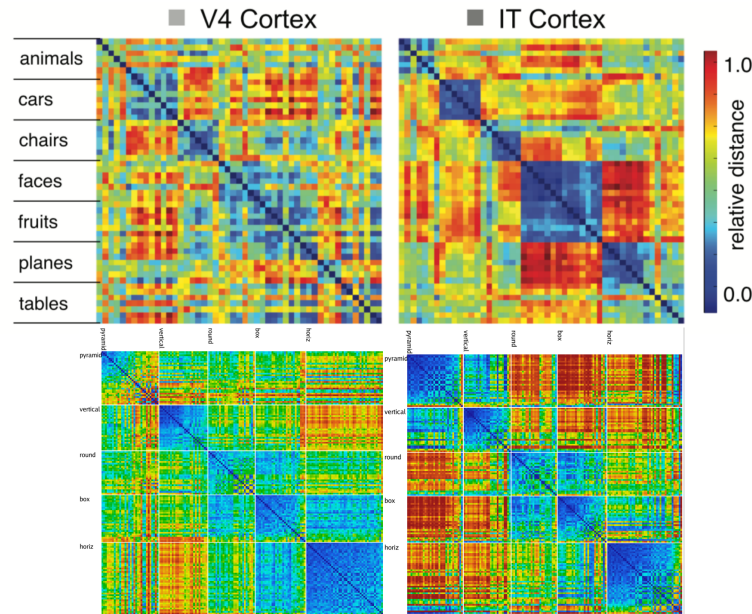 V4 Cortex
IT Cortex
animals
cars
chairs
faces
fruits
planes
tables
1.0
relative distance
0.0
pyramid
vertical
round
box
horiz
pyramid
vertical
round
box
horiz
pyramid
vertical
round
box
horiz
pyramid
vertical
round
box
horiz